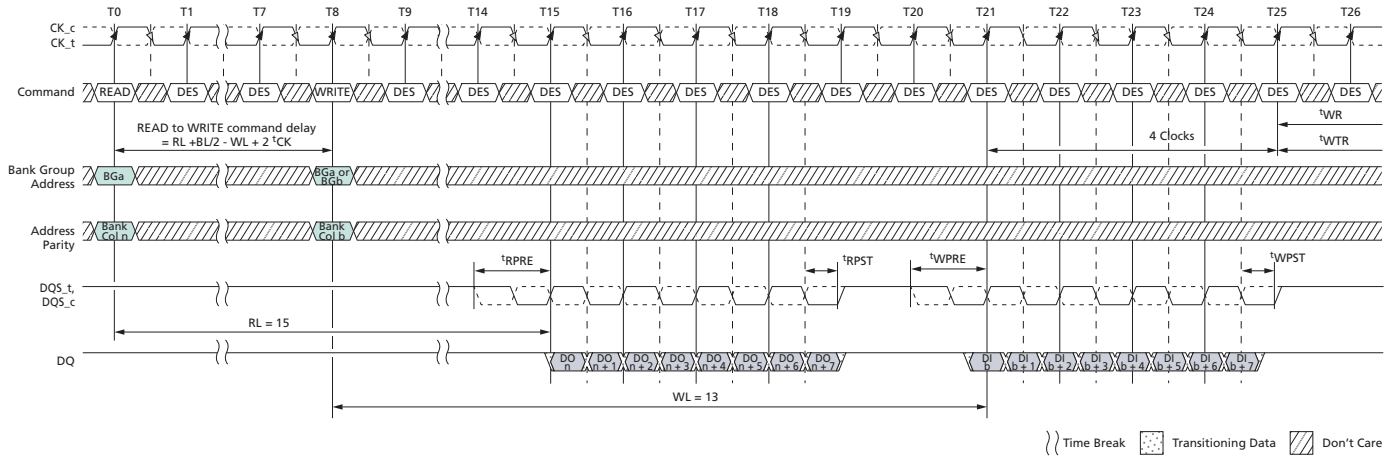 T0 T1 T7 T8 T9 T14 T15 T16 T17 T18 T19 T20 T21 T22 T23 T24 T25 T26
CK_c
CK_t
Command READ DES DES WRITE DES DES DES DES DES DES DES DES DES DES DES DES DES DES
READ to WRITE command delay
= RL +BL/2 - WL + 2 tCK
4 Clocks
tWR
tWTR
Bank Group
Address
BGa
BGa or
BGb
Address
Parity
Bank
Col n
Bank
Col b
tRPRE
tRPST
tWPRE
tWPST
DQS_t,
DQS_c
RL = 15
DQ
DO
n
DO
n + 1
DO
n + 2
DO
n + 3
DO
n + 4
DO
n + 5
DO
n + 6
DO
n + 7
DI
b
DI
b + 1
DI
b + 2
DI
b + 3
DI
b + 4
DI
b + 5
DI
b + 6
DI
b + 7
WL = 13
Time Break Transitioning Data Don't Care